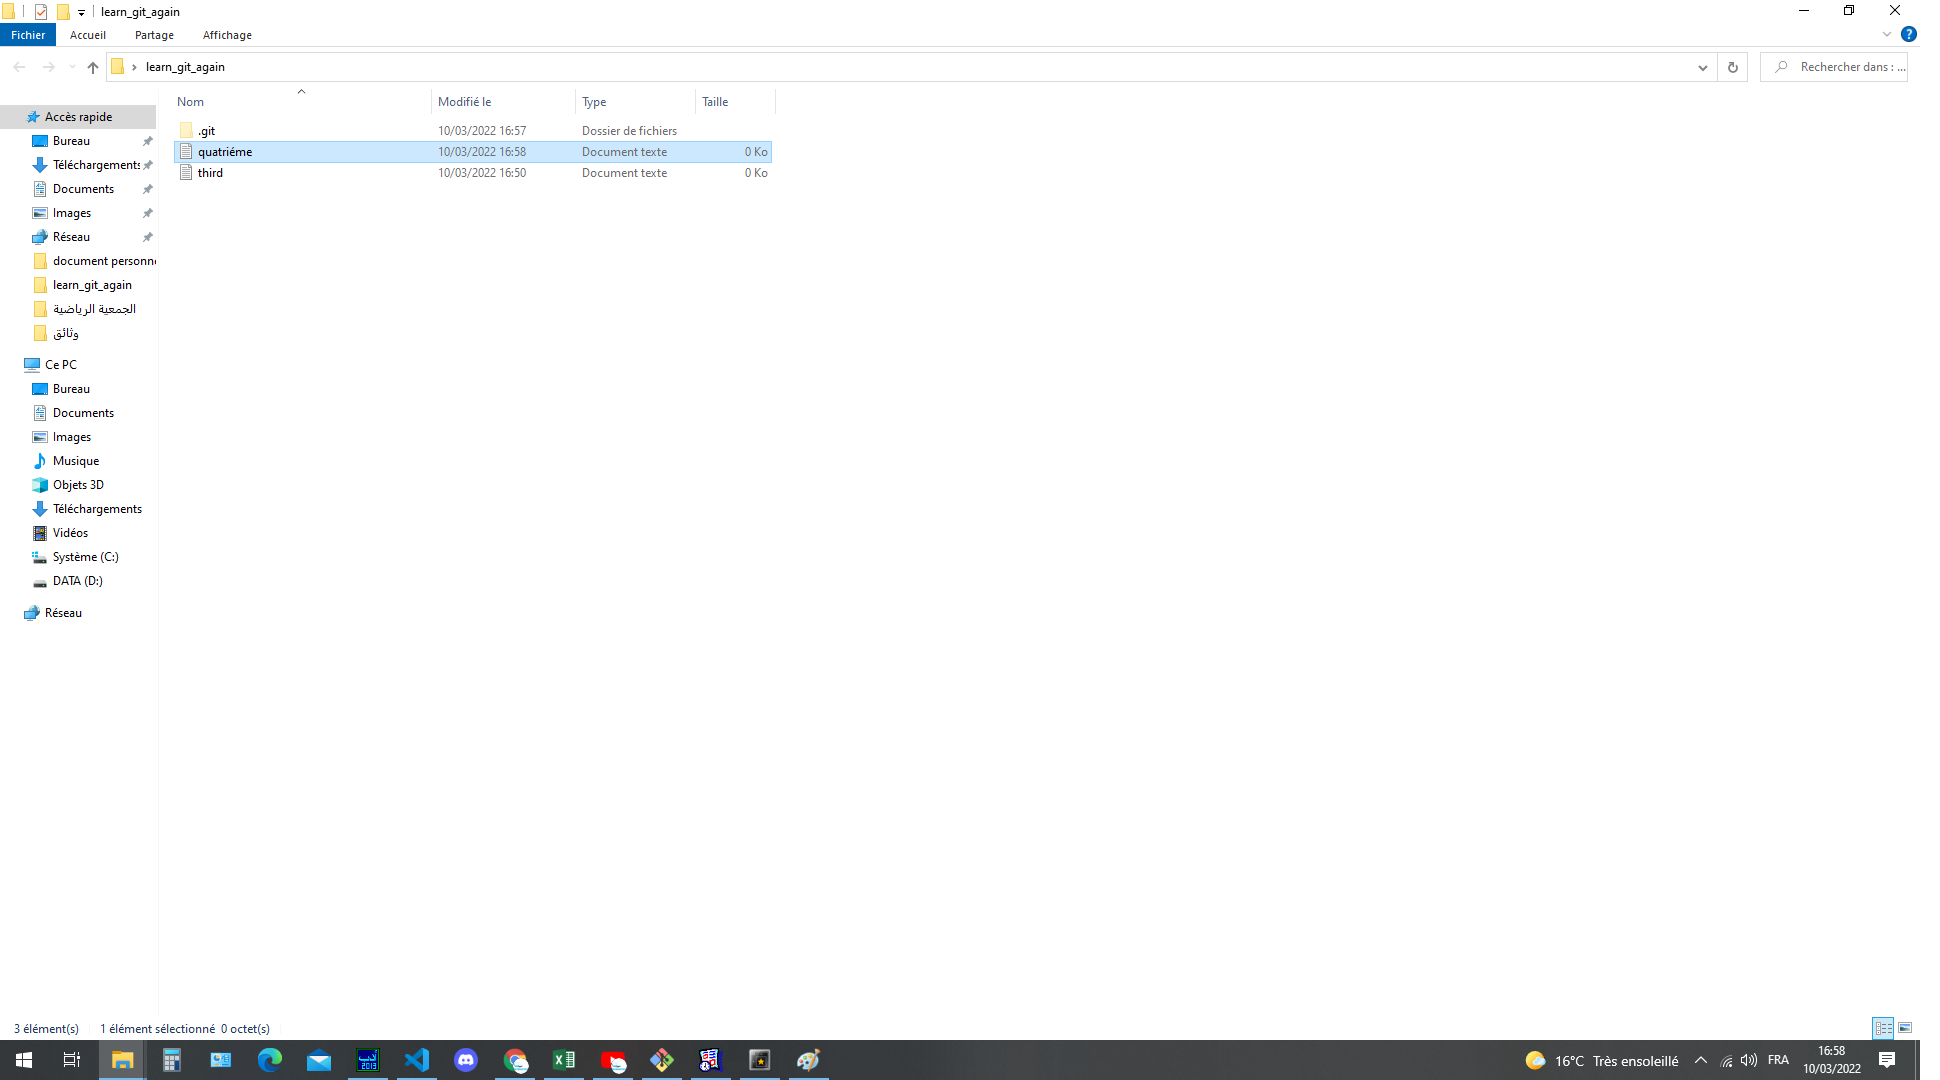 learn_git_again
Fichier Accueil Partage Affichage
learn_git_again
Rechercher dans : ...
Nom Modifié le Type Taille
.git 10/03/2022 16:57 Dossier de fichiers
quatriéme 10/03/2022 16:58 Document texte 0 Ko
third 10/03/2022 16:50 Document texte 0 Ko
Accès rapide
Bureau
Téléchargements
Documents
Images
Réseau
document personne
learn_git_again
الجمعية الرياضية
وثائق
Ce PC
Bureau
Documents
Images
Musique
Objets 3D
Téléchargements
Vidéos
Système (C:)
DATA (D:)
Réseau
3 élément(s) 1 élément sélectionné 0 octet(s)
2013
16°C Très ensoleillé FRA
16:58
10/03/2022